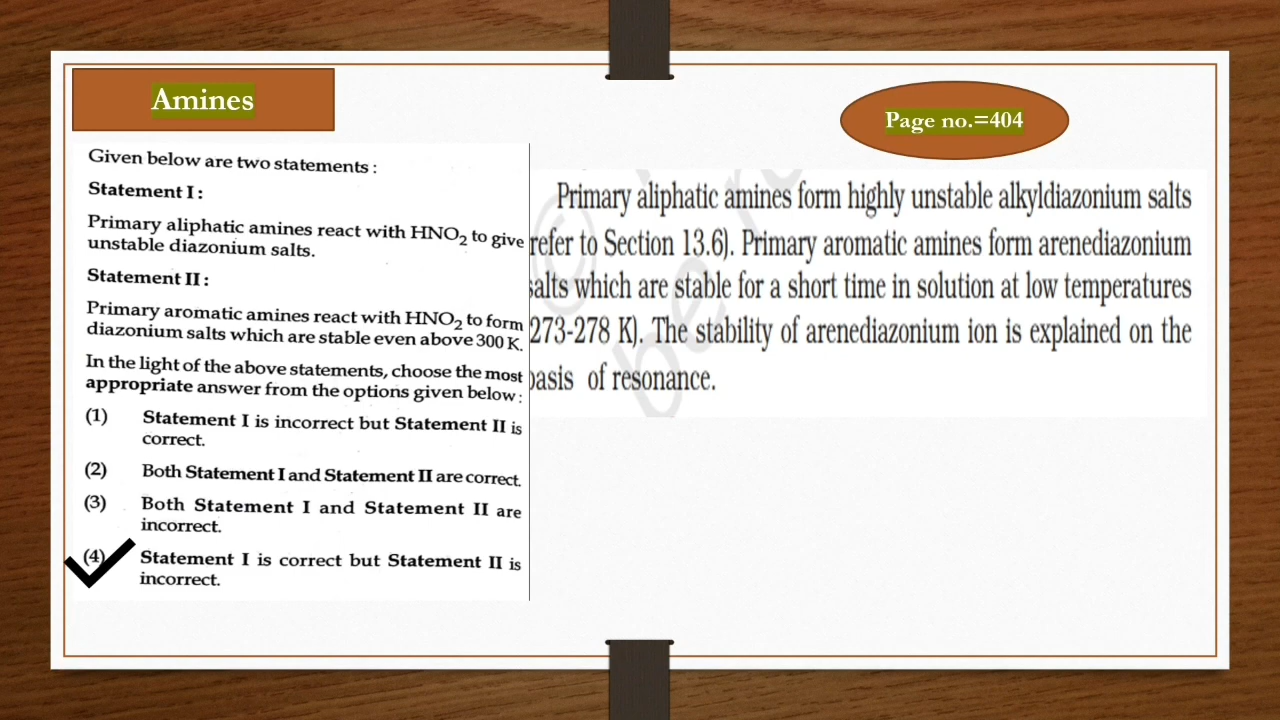 Amines
Page no.=404
Given below are two statements :
Statement I :
Primary aliphatic amines react with HNO2 to give
unstable diazonium salts.
Statement II :
Primary aromatic amines react with HNO2 to form
diazonium salts which are stable even above 300 K.
In the light of the above statements, choose the most
appropriate answer from the options given below :
(1) Statement I is incorrect but Statement II is
correct.
(2) Both Statement I and Statement II are correct.
(3) Both Statement I and Statement II are
incorrect.
(4) Statement I is correct but Statement II is
incorrect.
Primary aliphatic amines form highly unstable alkyldiazonium salts
refer to Section 13.6). Primary aromatic amines form arenediazonium
salts which are stable for a short time in solution at low temperatures
273-278 K). The stability of arenediazonium ion is explained on the
basis of resonance.
© be r